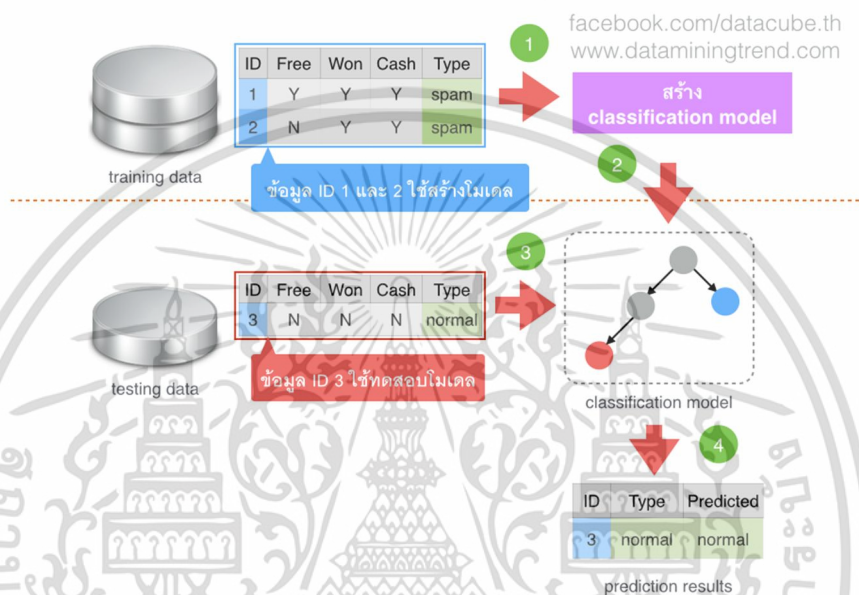 facebook.com/datacube.th
www.dataminingtrend.com
1
ID Free Won Cash Type
1 Y Y Y spam
2 N Y Y spam
สร้าง
classification model
training data
ข้อมูล ID 1 และ 2 ใช้สร้างโมเดล
2
3
ID Free Won Cash Type
3 N N N normal
ข้อมูล ID 3 ใช้ทดสอบโมเดล
testing data
classification model
4
ID Type Predicted
3 normal normal
prediction results